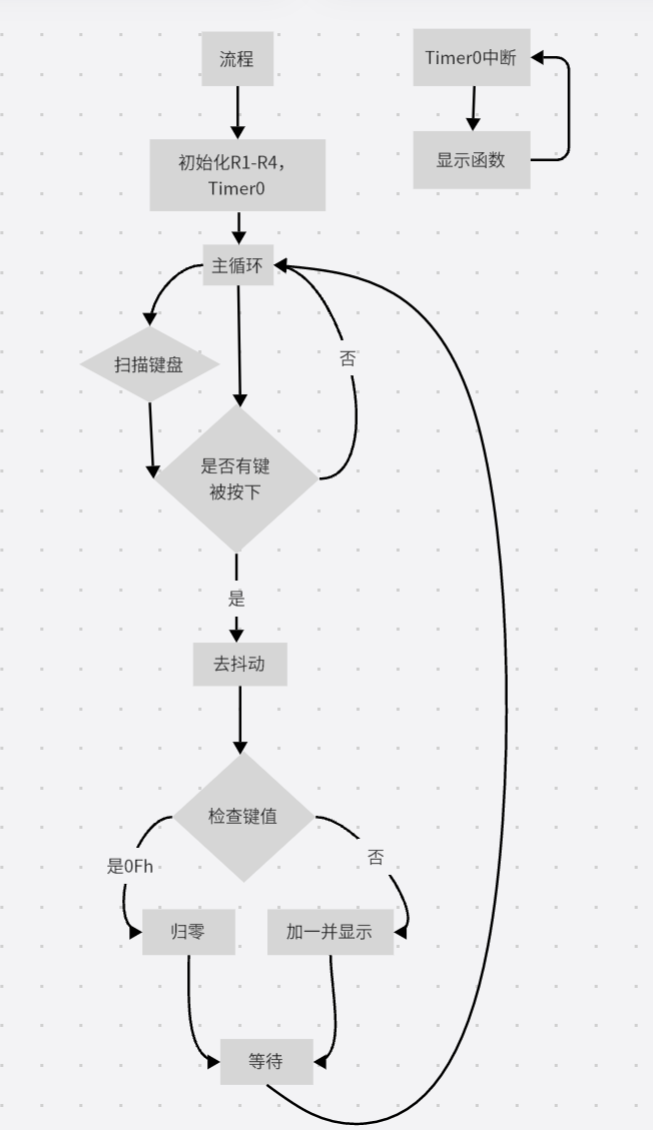 流程
Timer0中断
初始化R1-R4，
Timer0
显示函数
主循环
扫描键盘
否
是否有键
被按下
是
去抖动
检查键值
是0Fh
否
归零
加一并显示
等待